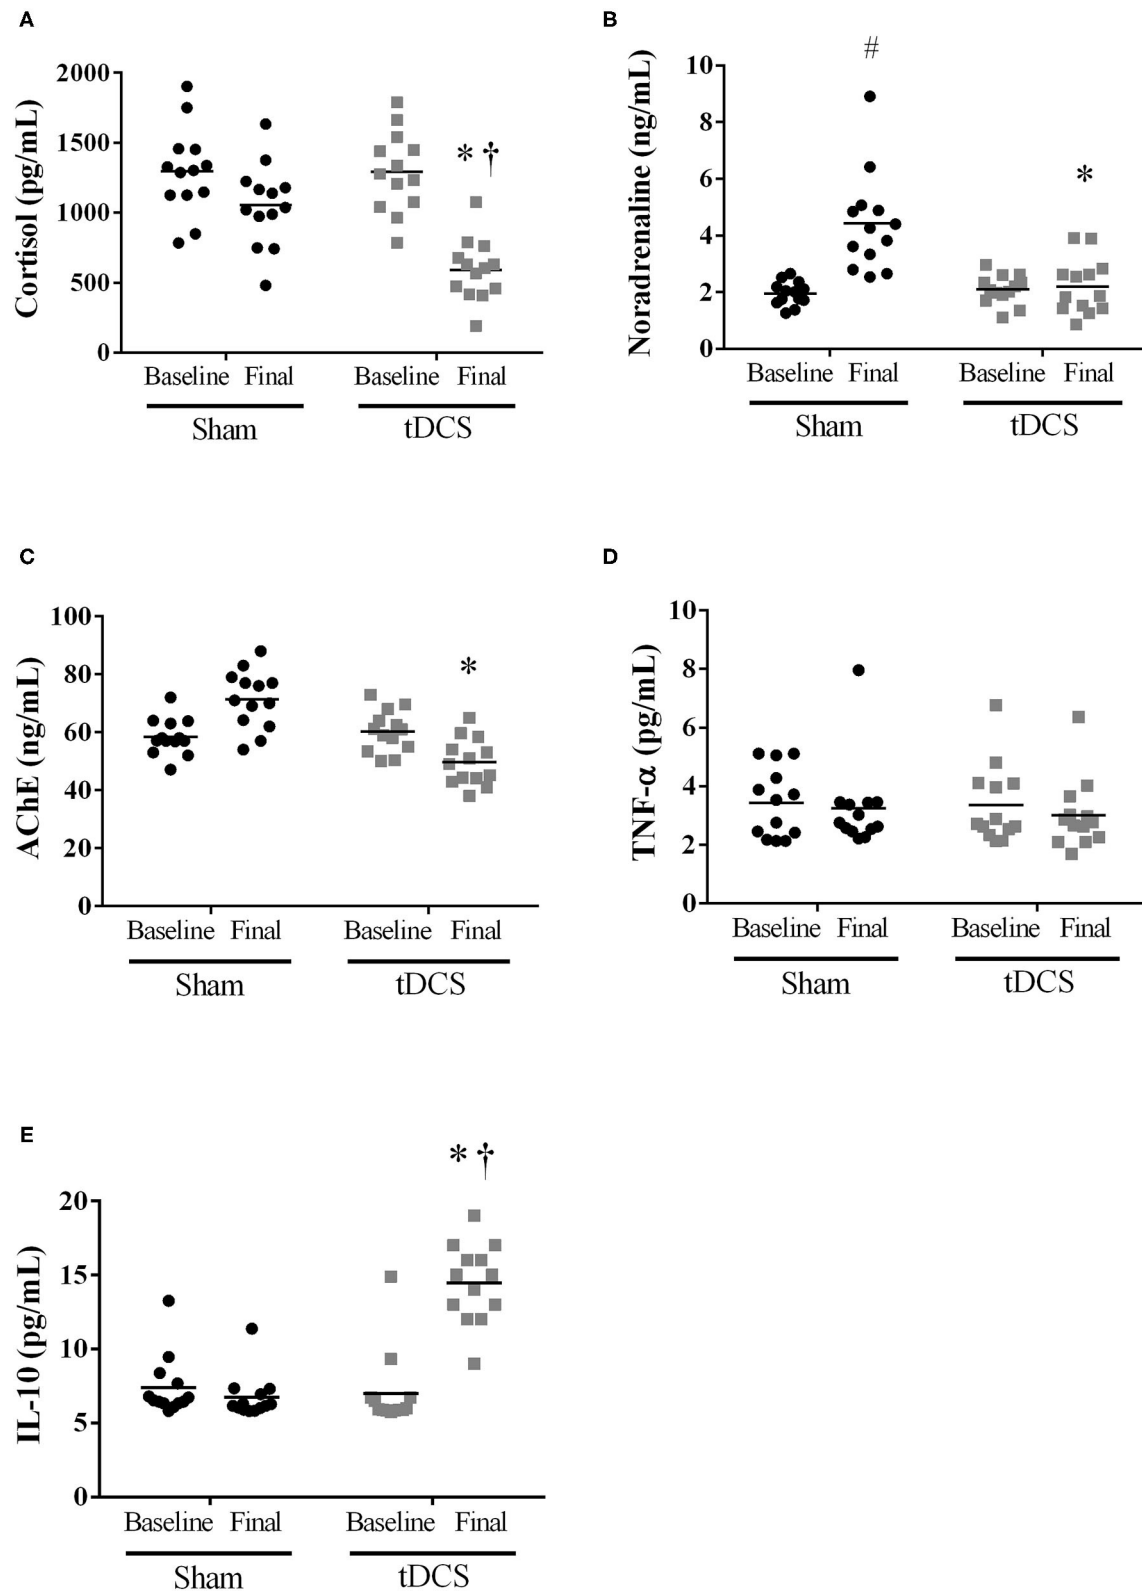 A
Cortisol (pg/mL)
2000
1500
1000
500
0
* †
Baseline Final Baseline Final
Sham tDCS
B
Noradrenaline (ng/mL)
10
8
6
4
2
0
#
*
Baseline Final Baseline Final
Sham tDCS
C
AChE (ng/mL)
100
80
60
40
20
0
*
Baseline Final Baseline Final
Sham tDCS
D
TNF-α (pg/mL)
10
8
6
4
2
0
Baseline Final Baseline Final
Sham tDCS
E
IL-10 (pg/mL)
* †
20
15
10
5
0
Baseline Final Baseline Final
Sham tDCS